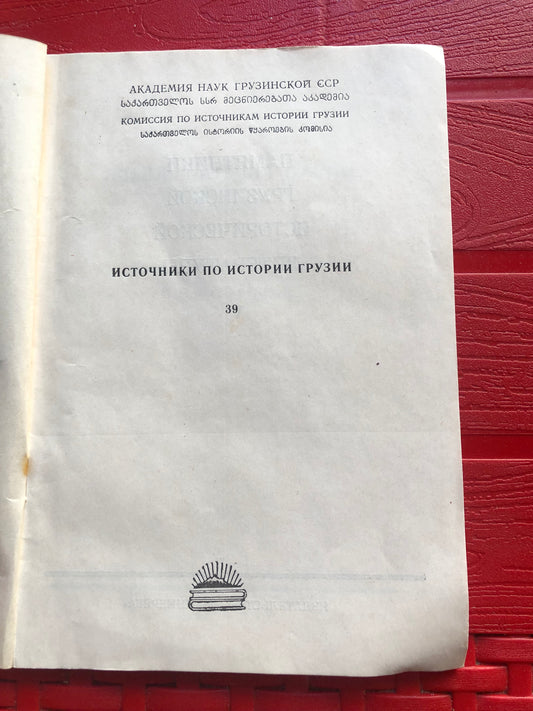 АКАДЕМИЯ НАУК ГРУЗИНСКОЙ ССР
ᲡᲐᲥᲐᲠᲗᲕᲔᲚᲝᲡ ᲡᲡᲠ ᲛᲔᲪᲜᲘᲔᲠᲔᲑᲐᲗᲐ ᲐᲙᲐᲓᲔᲛᲘᲐ
КОМИССИЯ ПО ИСТОЧНИКАМ ИСТОРИИ ГРУЗИИ
ᲡᲐᲥᲐᲠᲗᲕᲔᲚᲝᲡ ᲘᲡᲢᲝᲠᲘᲘᲡ ᲬᲧᲐᲠᲝᲔᲑᲘᲡ ᲙᲝᲛᲘᲡᲘᲐ
ИСТОЧНИКИ ПО ИСТОРИИ ГРУЗИИ
39